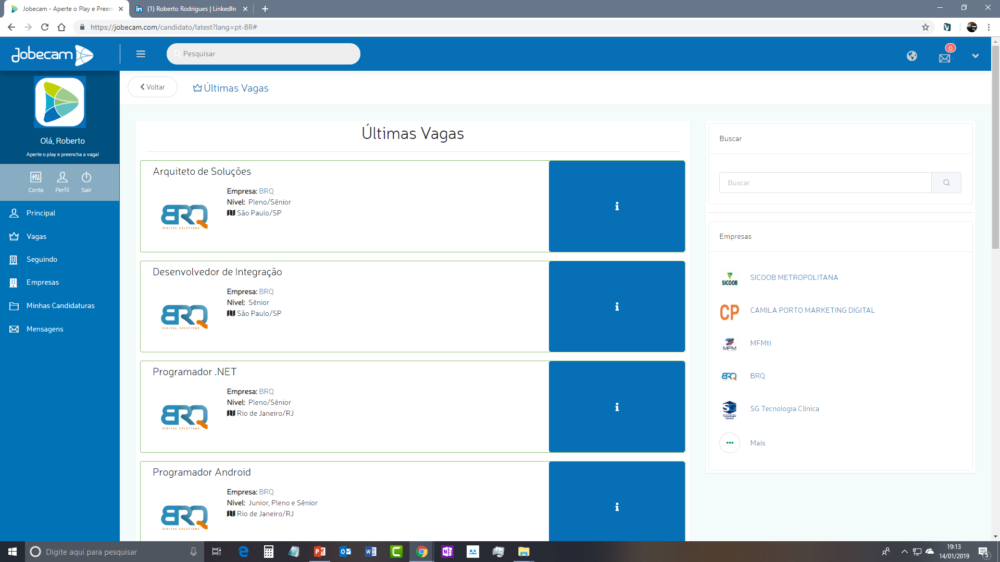 Jobecam - Aperte o Play e Preen
(1) Roberto Rodrigues | LinkedIn
https://jobecam.com/candidato/latest?lang=pt-BR#
Jobecam
Pesquisar
0
Olá, Roberto
Aperte o play e preencha a vaga!
Conta
Perfil
Sair
Principal
Vagas
Seguindo
Empresas
Minhas Candidaturas
Mensagens
Voltar
Últimas Vagas
Últimas Vagas
Arquiteto de Soluções
BRQ
DIGITAL SOLUTIONS
Empresa: BRQ
Nível: Pleno/Sênior
São Paulo/SP
Desenvolvedor de Integração
BRQ
DIGITAL SOLUTIONS
Empresa: BRQ
Nível: Sênior
São Paulo/SP
Programador .NET
BRQ
DIGITAL SOLUTIONS
Empresa: BRQ
Nível: Pleno/Sênior
Rio de Janeiro/RJ
Programador Android
BRQ
DIGITAL SOLUTIONS
Empresa: BRQ
Nível: Junior, Pleno e Sênior
Rio de Janeiro/RJ
Buscar
Buscar
Empresas
SICOOB
SICOOB METROPOLITANA
CP
CAMILA PORTO MARKETING DIGITAL
MFM
MFMti
BRQ
BRQ
SG
Tecnologia
Clínica
SG Tecnologia Clínica
Mais
Digite aqui para pesquisar
19:13
14/01/2019
5